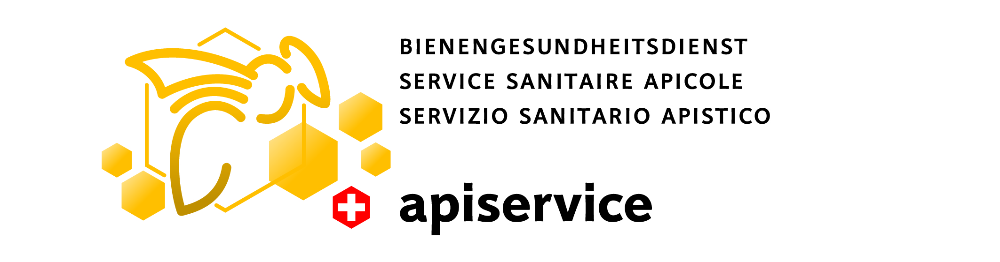 BIENENGESUNDHEITSDIENST
SERVICE SANITAIRE APICOLE
SERVIZIO SANITARIO APISTICO
apiservice